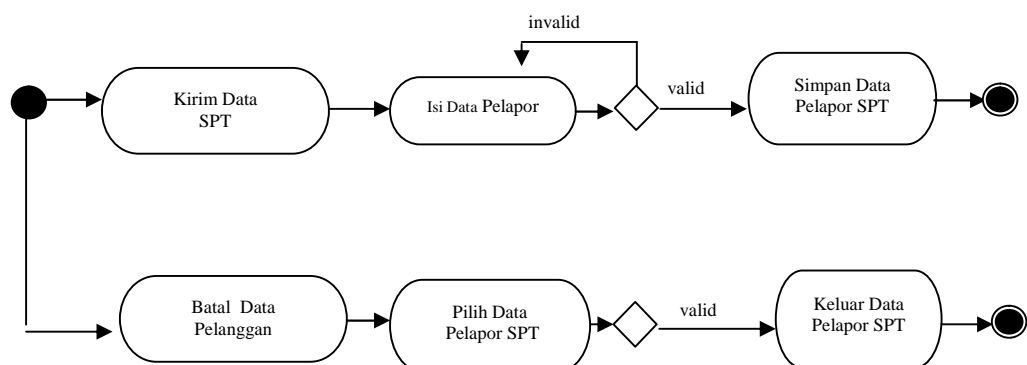 invalid
Kirim Data
SPT
Isi Data Pelapor
valid
Simpan Data
Pelapor SPT
Batal Data
Pelanggan
Pilih Data
Pelapor SPT
valid
Keluar Data
Pelapor SPT